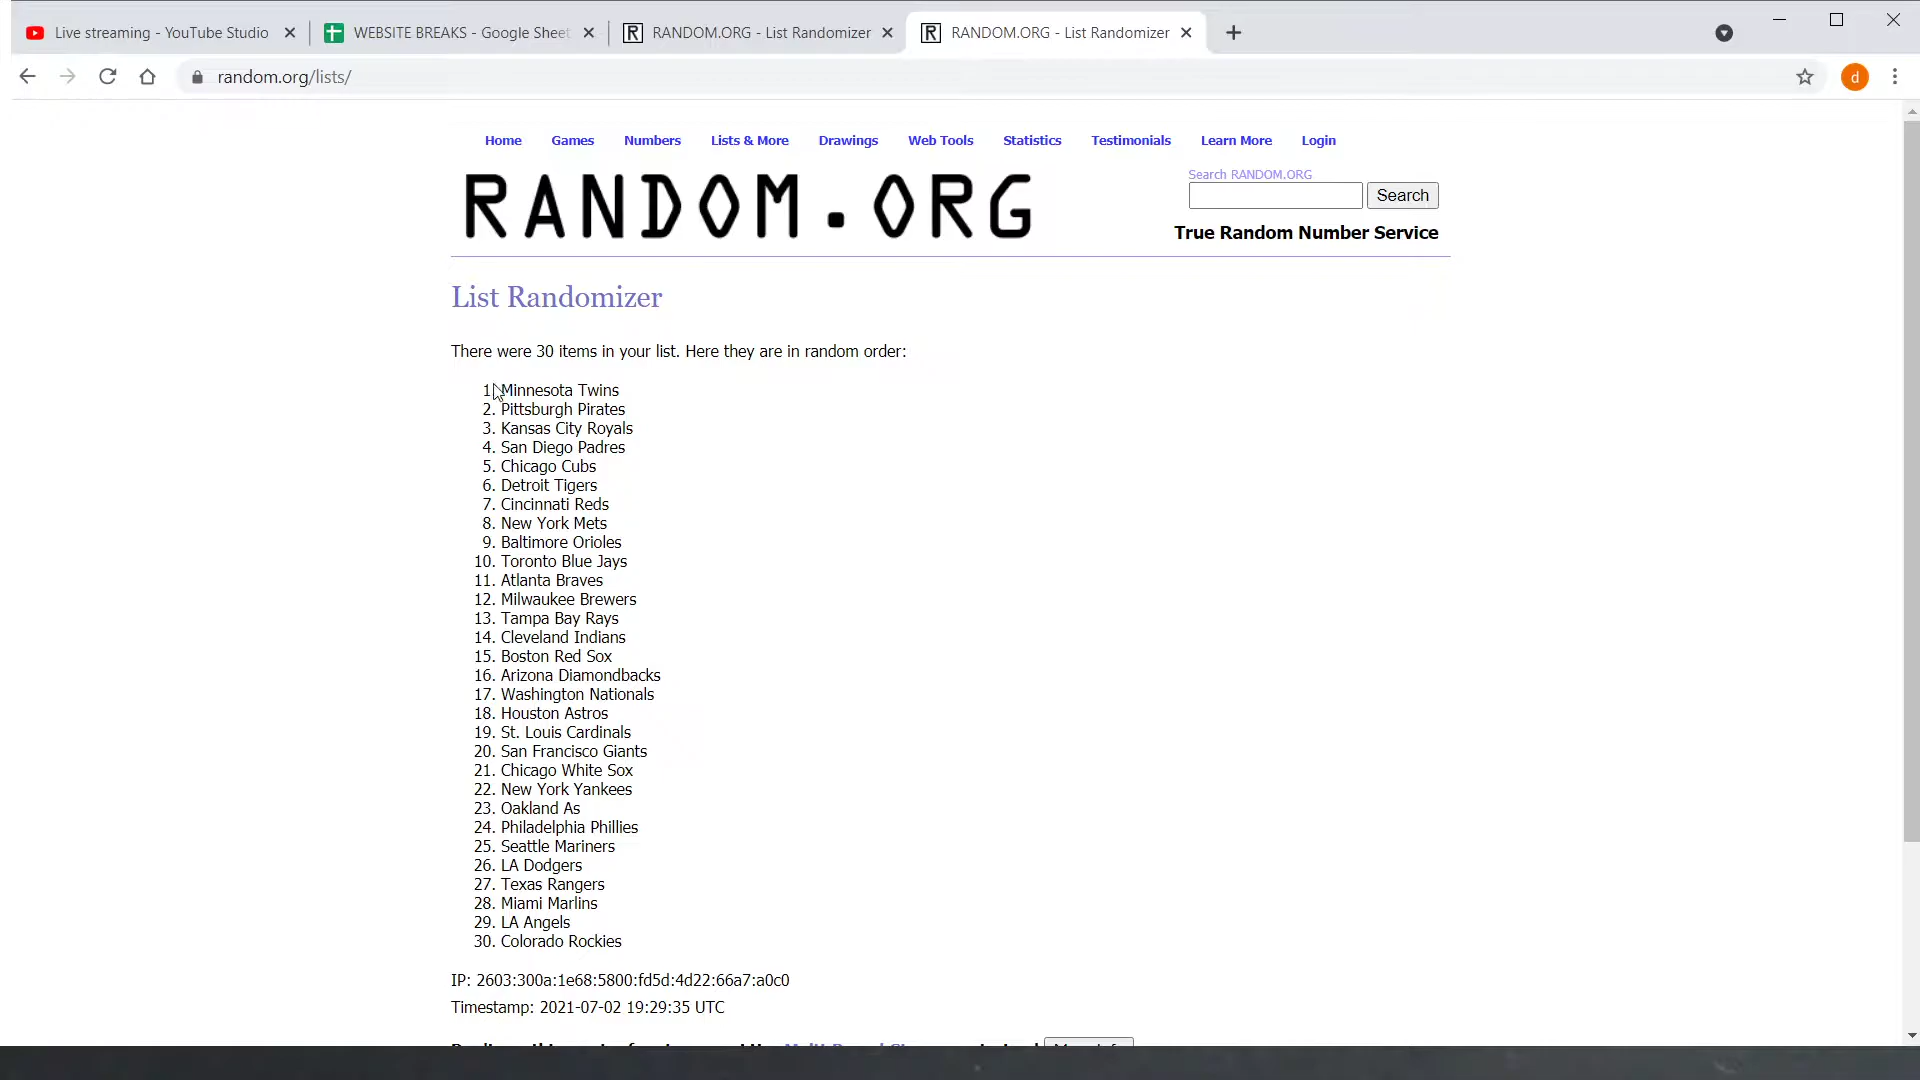 Live streaming - YouTube Studio
WEBSITE BREAKS - Google Sheet
RANDOM.ORG - List Randomizer
RANDOM.ORG - List Randomizer
random.org/lists/
d
Home Games Numbers Lists & More Drawings Web Tools Statistics Testimonials Learn More Login
RANDOM.ORG
Search RANDOM.ORG
Search
True Random Number Service
List Randomizer
There were 30 items in your list. Here they are in random order:
1. Minnesota Twins
2. Pittsburgh Pirates
3. Kansas City Royals
4. San Diego Padres
5. Chicago Cubs
6. Detroit Tigers
7. Cincinnati Reds
8. New York Mets
9. Baltimore Orioles
10. Toronto Blue Jays
11. Atlanta Braves
12. Milwaukee Brewers
13. Tampa Bay Rays
14. Cleveland Indians
15. Boston Red Sox
16. Arizona Diamondbacks
17. Washington Nationals
18. Houston Astros
19. St. Louis Cardinals
20. San Francisco Giants
21. Chicago White Sox
22. New York Yankees
23. Oakland As
24. Philadelphia Phillies
25. Seattle Mariners
26. LA Dodgers
27. Texas Rangers
28. Miami Marlins
29. LA Angels
30. Colorado Rockies
IP: 2603:300a:1e68:5800:fd5d:4d22:66a7:a0c0
Timestamp: 2021-07-02 19:29:35 UTC